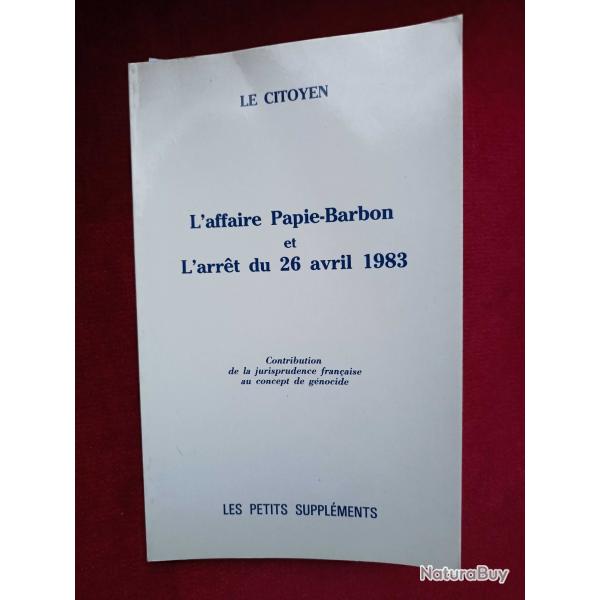 LE CITOYEN
L'affaire Papie-Barbon
et
L'arrêt du 26 avril 1983
Contribution
de la jurisprudence française
au concept de génocide
LES PETITS SUPPLÉMENTS
NaturaBuy